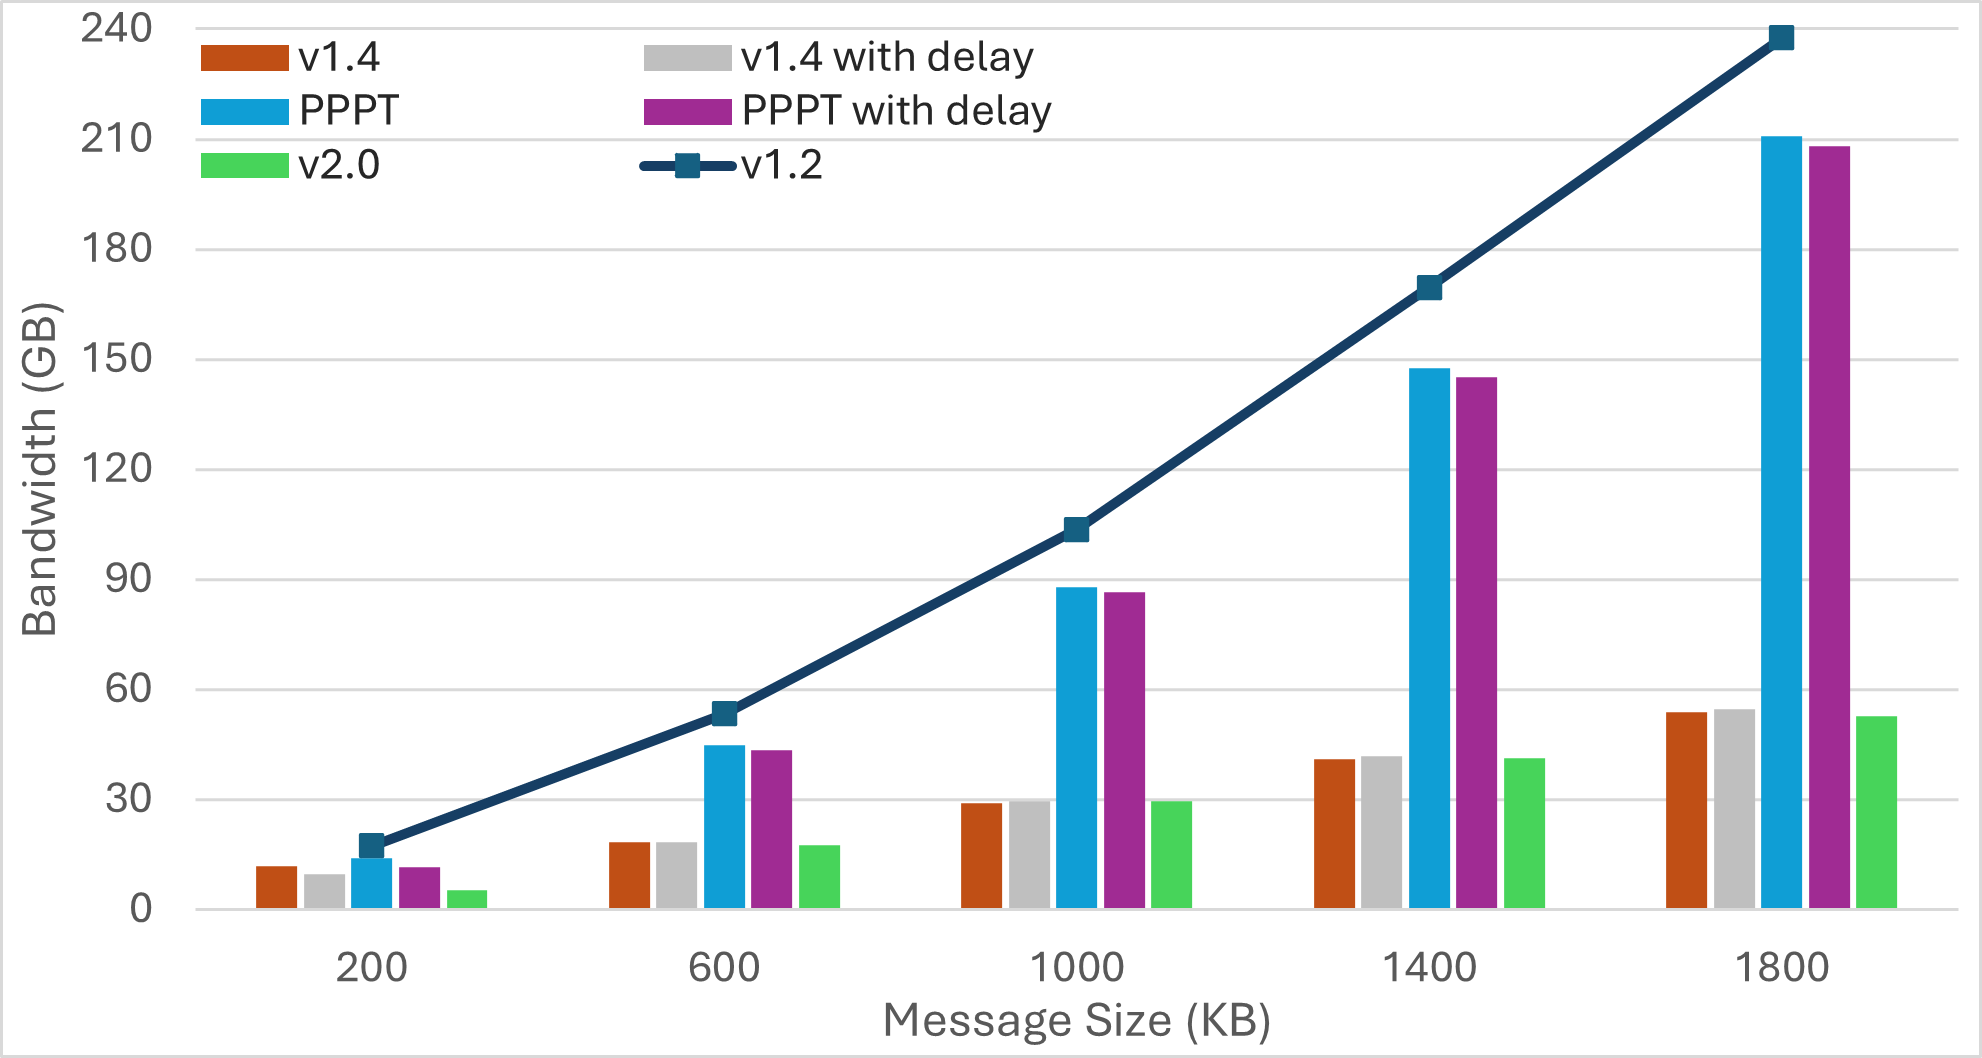 240
210
180
150
120
90
60
30
0
Bandwidth (GB)
v1.4
v1.4 with delay
PPPT
PPPT with delay
v2.0
v1.2
200 600 1000 1400 1800
Message Size (KB)